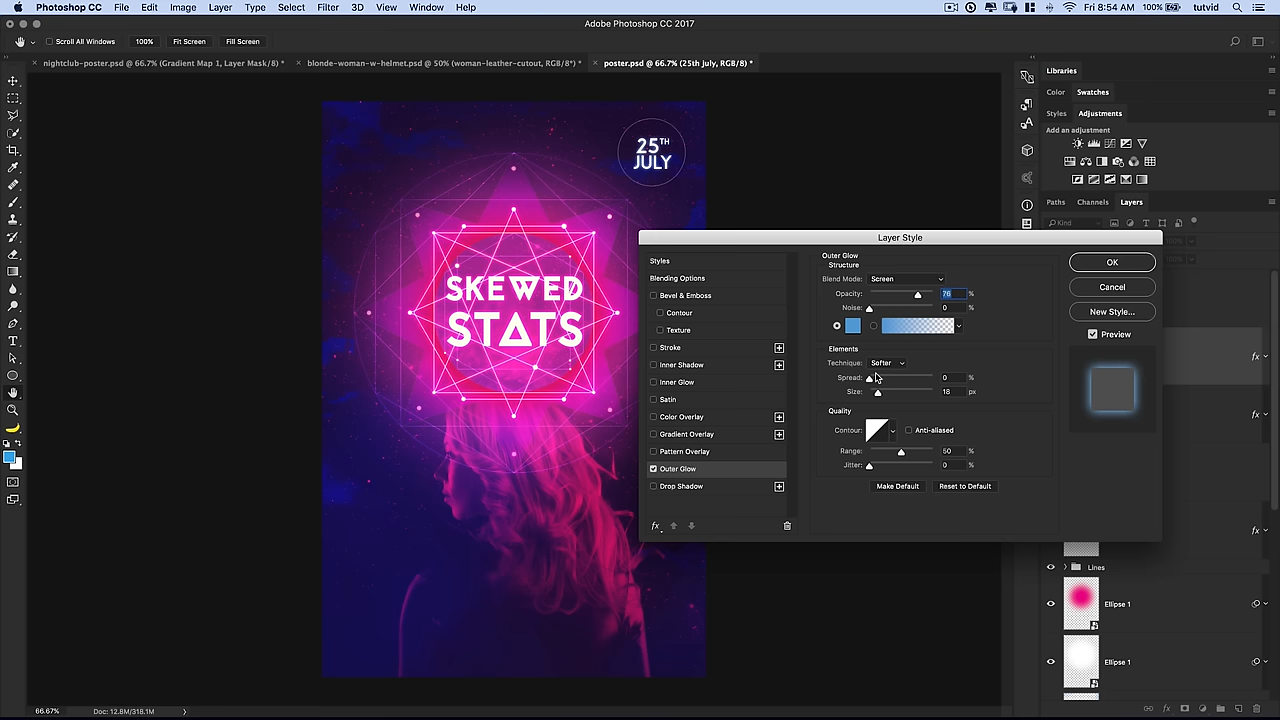 Photoshop CC File Edit Image Layer Type Select Filter 3D View Window Help Fri 8:54 AM 100% tutvid
Adobe Photoshop CC 2017
Scroll All Windows 100% Fit Screen Fill Screen
nightclub-poster.psd @ 66.7% (Gradient Map 1, Layer Mask/8) * blonde-woman-w-helmet.psd @ 50% (woman-leather-cutout, RGB/8*) * poster.psd @ 66.7% (25th july, RGB/8) *
25TH
JULY
SKEWED
STATS
Layer Style
Styles
Blending Options
Bevel & Emboss
Contour
Texture
Stroke
Inner Shadow
Inner Glow
Satin
Color Overlay
Gradient Overlay
Pattern Overlay
Outer Glow
Drop Shadow
fx
Outer Glow
Structure
Blend Mode: Screen
Opacity: 76 %
Noise: 0 %
Elements
Technique: Softer
Spread: 0 %
Size: 18 px
Quality
Contour: Anti-aliased
Range: 50 %
Jitter: 0 %
Make Default Reset to Default
OK
Cancel
New Style...
Preview
Libraries
Color Swatches
Styles Adjustments
Add an adjustment
Paths Channels Layers
Kind
fx
fx
fx
Lines
Ellipse 1
Ellipse 1
fx
66.67% Doc: 12.8M/318.1M